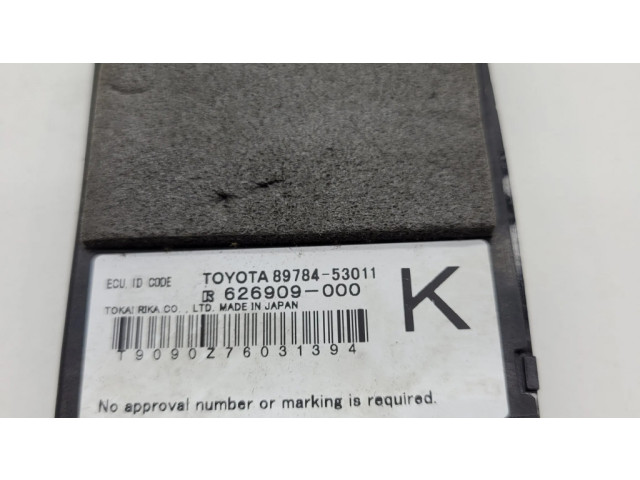 ECU, ID CODE TOYOTA 89784-53011
626909-000
TOKAI RIKA CO., LTD. MADE IN JAPAN
K
T9090Z76031394
No approval number or marking is required.